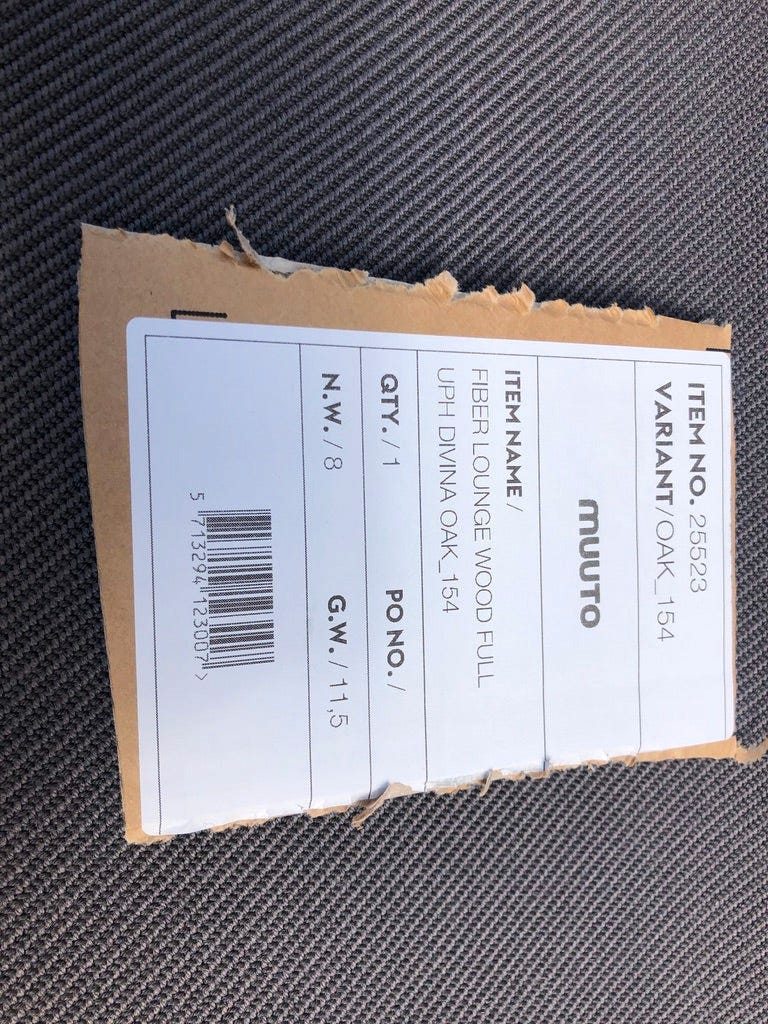 ITEM NO. 25523
VARIANT/OAK_154
muuto
ITEM NAME /
FIBER LOUNGE WOOD FULL
UPH DIVINA OAK_154
QTY. / 1 PO NO. /
N.W. / 8 G.W. / 11,5
5 713294 123007 >